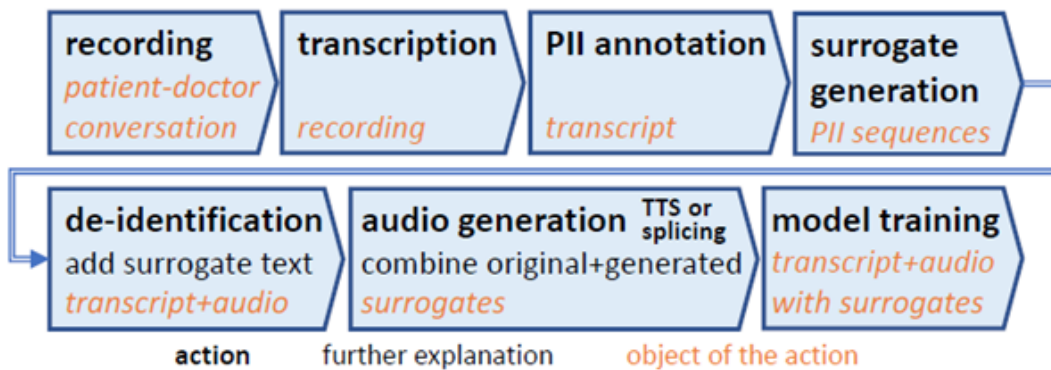 recording
patient-doctor
conversation
transcription
recording
PII annotation
transcript
surrogate
generation
PII sequences
de-identification
add surrogate text
transcript+audio
audio generation TTS or
splicing
combine original+generated
surrogates
model training
transcript+audio
with surrogates
action further explanation object of the action